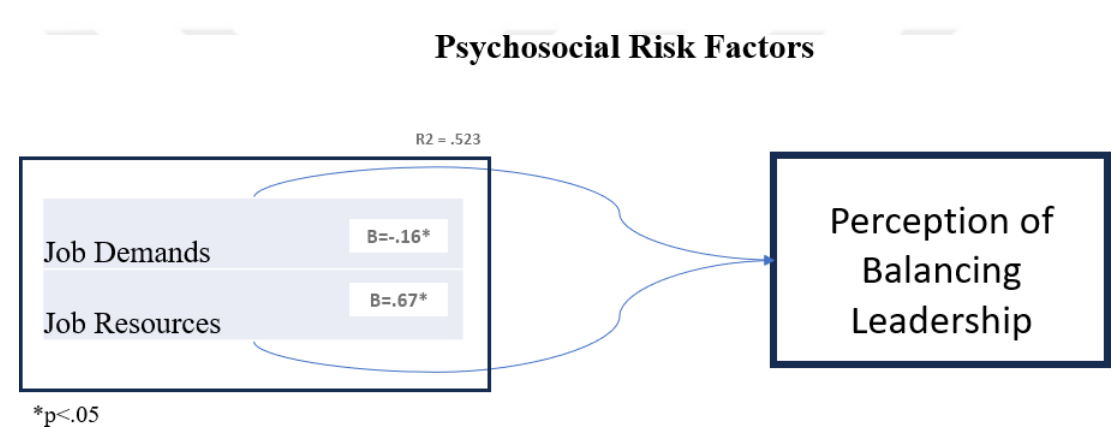 Psychosocial Risk Factors
R2 = .523
Job Demands
B=-.16*
Job Resources
B=.67*
Perception of
Balancing
Leadership
*p<.05